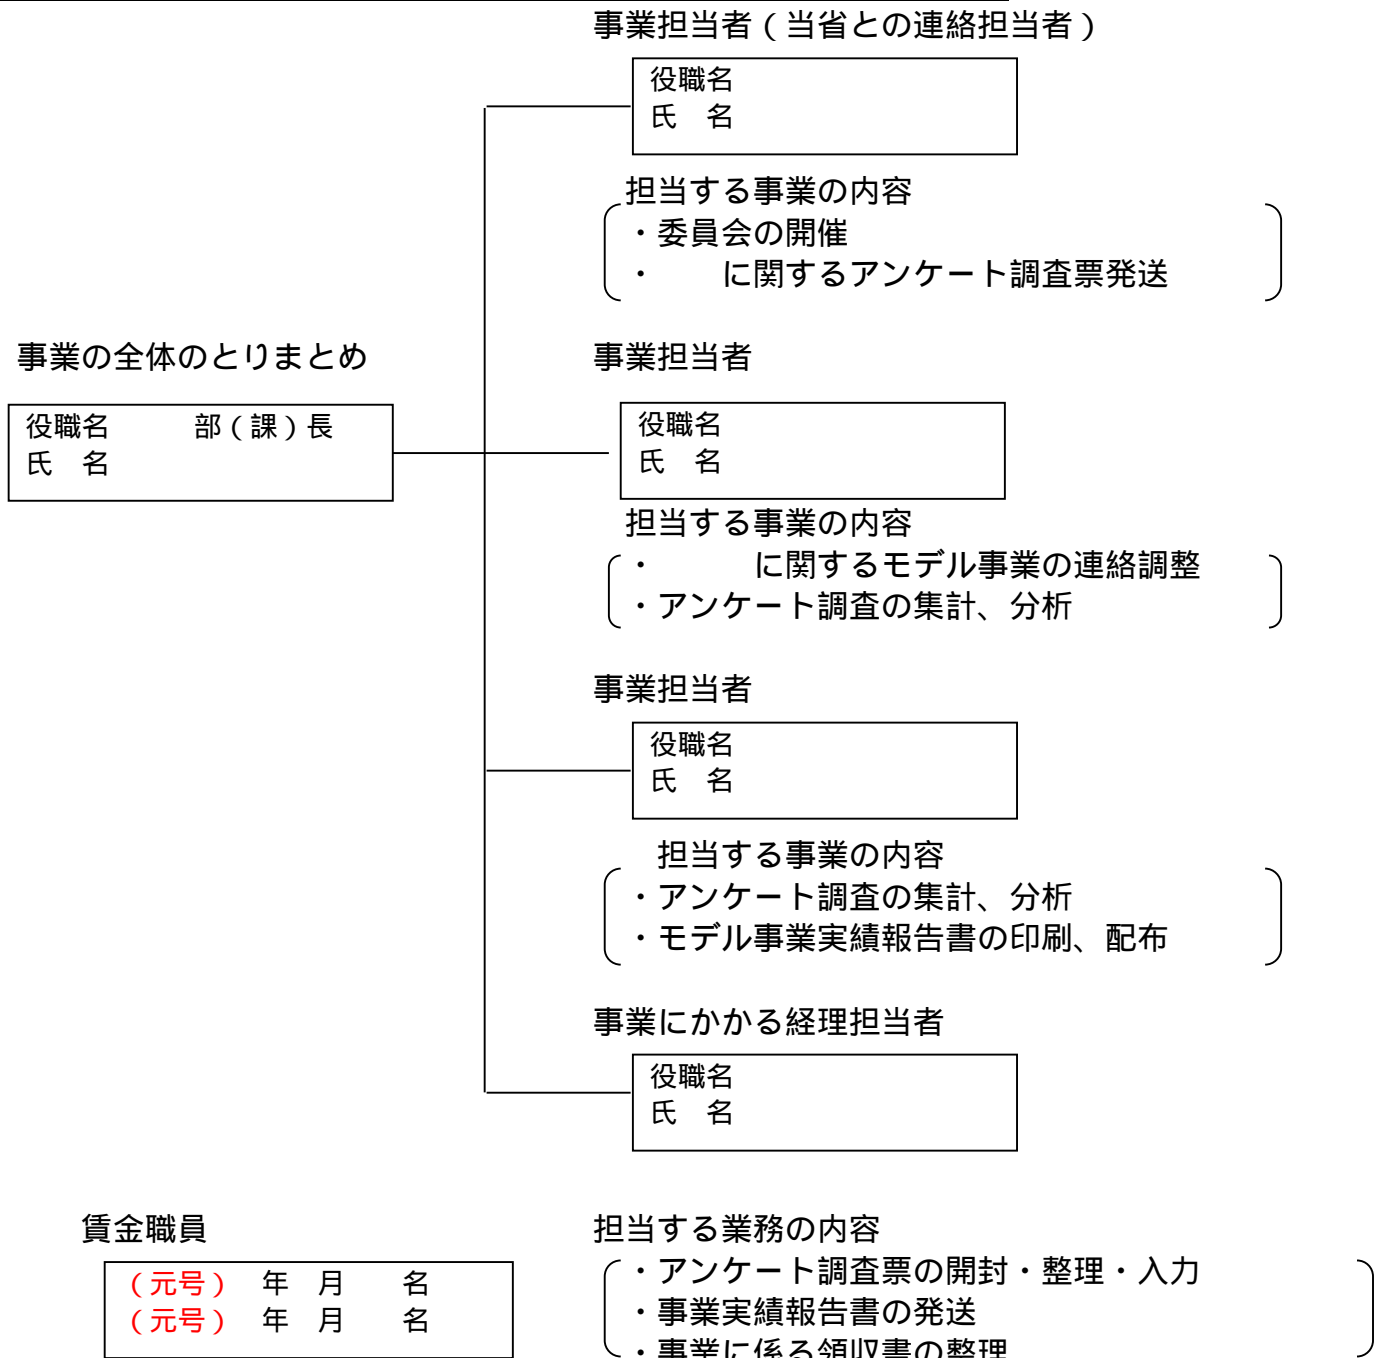 事業担当者（当省との連絡担当者）
役職名
氏　名
担当する事業の内容
・委員会の開催
・　　に関するアンケート調査票発送
事業の全体のとりまとめ
役職名　　　部（課）長
氏　名
事業担当者
役職名
氏　名
担当する事業の内容
・　　　に関するモデル事業の連絡調整
・アンケート調査の集計、分析
事業担当者
役職名
氏　名
担当する事業の内容
・アンケート調査の集計、分析
・モデル事業実績報告書の印刷、配布
事業にかかる経理担当者
役職名
氏　名
賃金職員
（元号）　年　月　　名
（元号）　年　月　　名
担当する業務の内容
・アンケート調査票の開封・整理・入力
・事業実績報告書の発送
・事業に係る領収書の整理